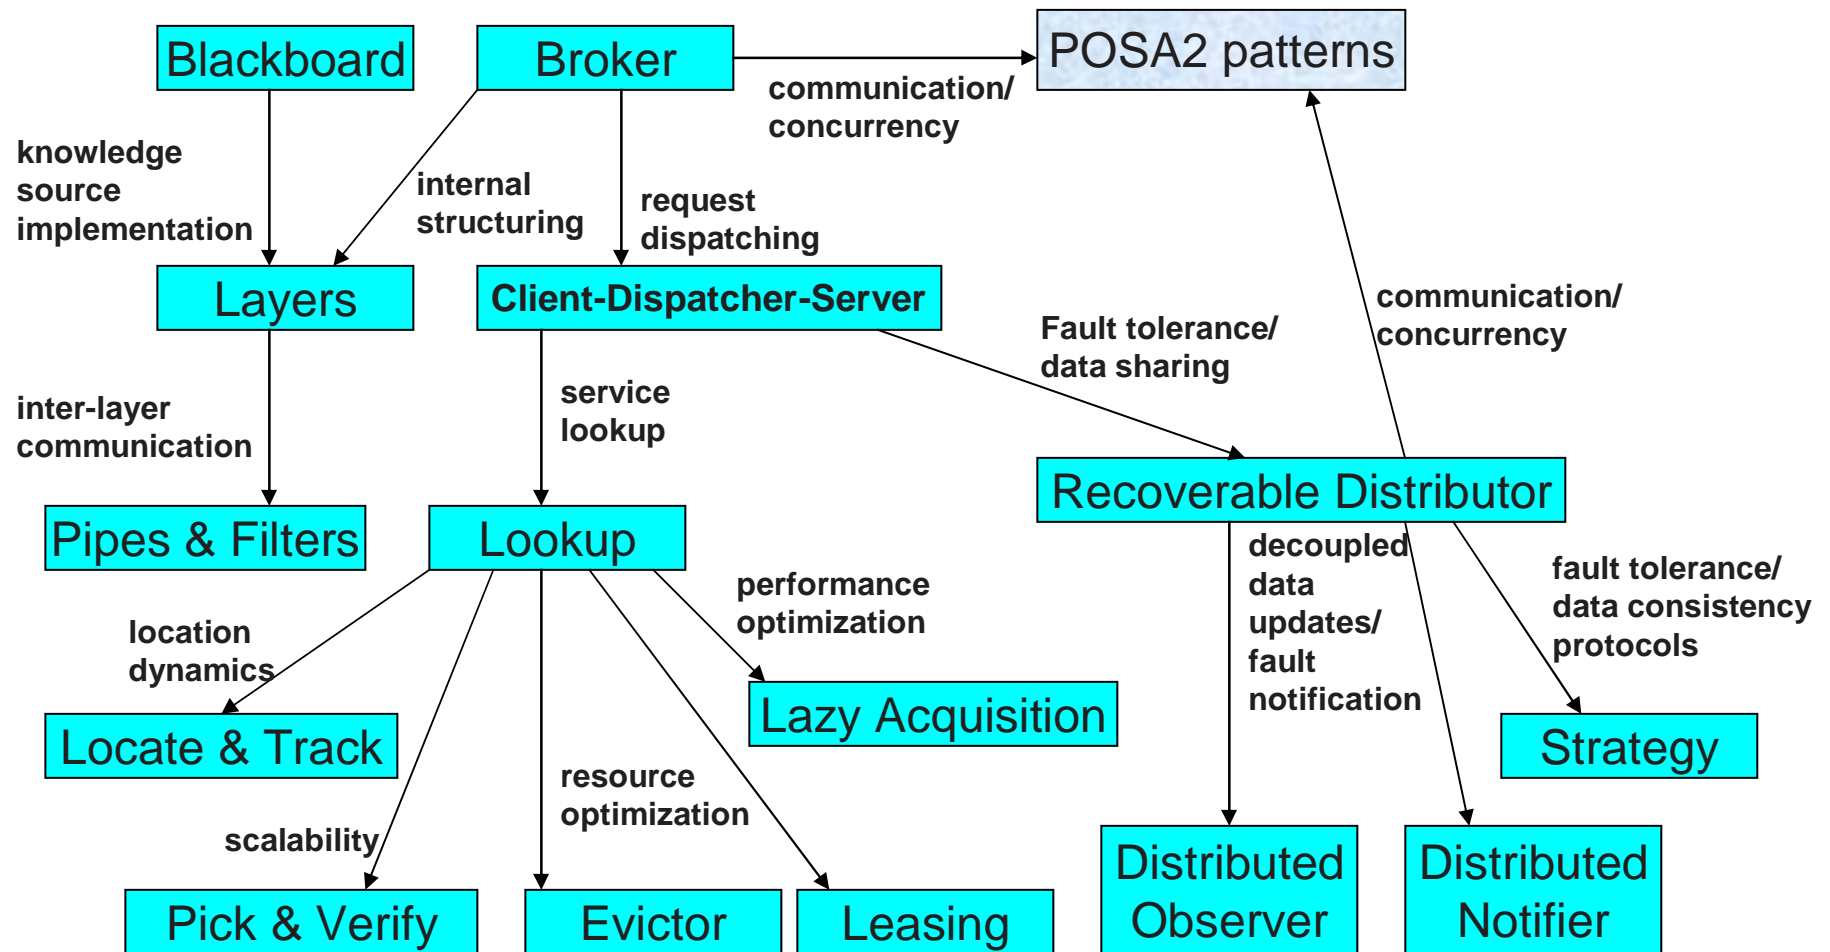 Blackboard
Broker
POSA2 patterns
communication/
concurrency
knowledge
source
implementation
internal
structuring
request
dispatching
Layers
Client-Dispatcher-Server
communication/
concurrency
Fault tolerance/
data sharing
inter-layer
communication
service
lookup
Recoverable Distributor
Pipes & Filters
Lookup
decoupled
data
updates/
fault
notification
fault tolerance/
data consistency
protocols
performance
optimization
location
dynamics
Lazy Acquisition
Locate & Track
Strategy
resource
optimization
scalability
Distributed
Observer
Distributed
Notifier
Pick & Verify
Evictor
Leasing